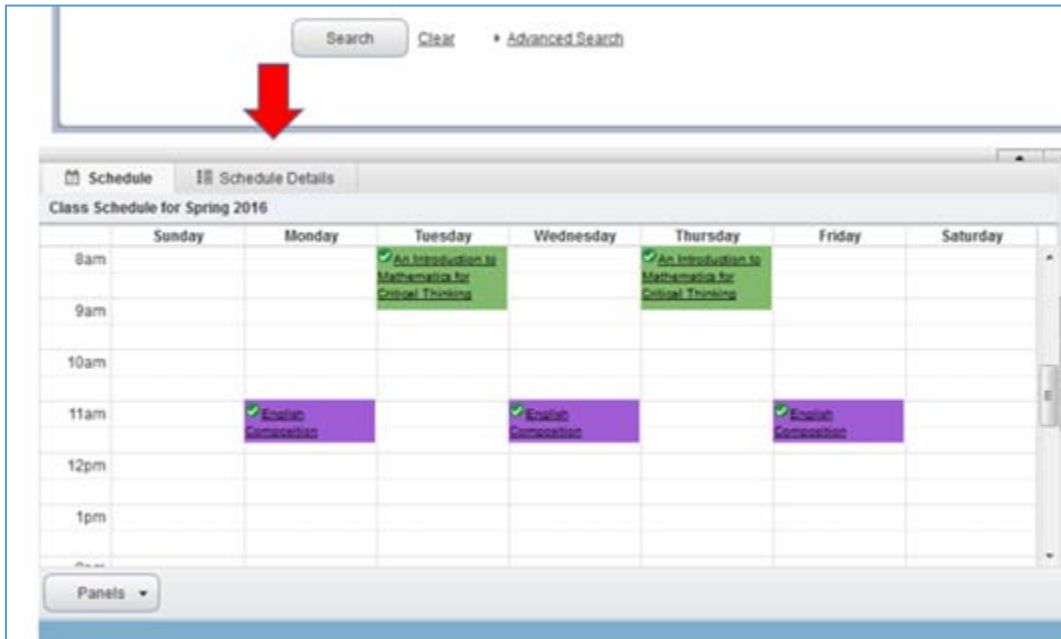 Search Clear Advanced Search
Schedule Schedule Details
Class Schedule for Spring 2016
Sunday Monday Tuesday Wednesday Thursday Friday Saturday
8am An Introduction to An Introduction to
Mathematics for Mathematics for
Critical Thinking Critical Thinking
9am
10am
11am English English English
Composition Composition Composition
12pm
1pm
Panels